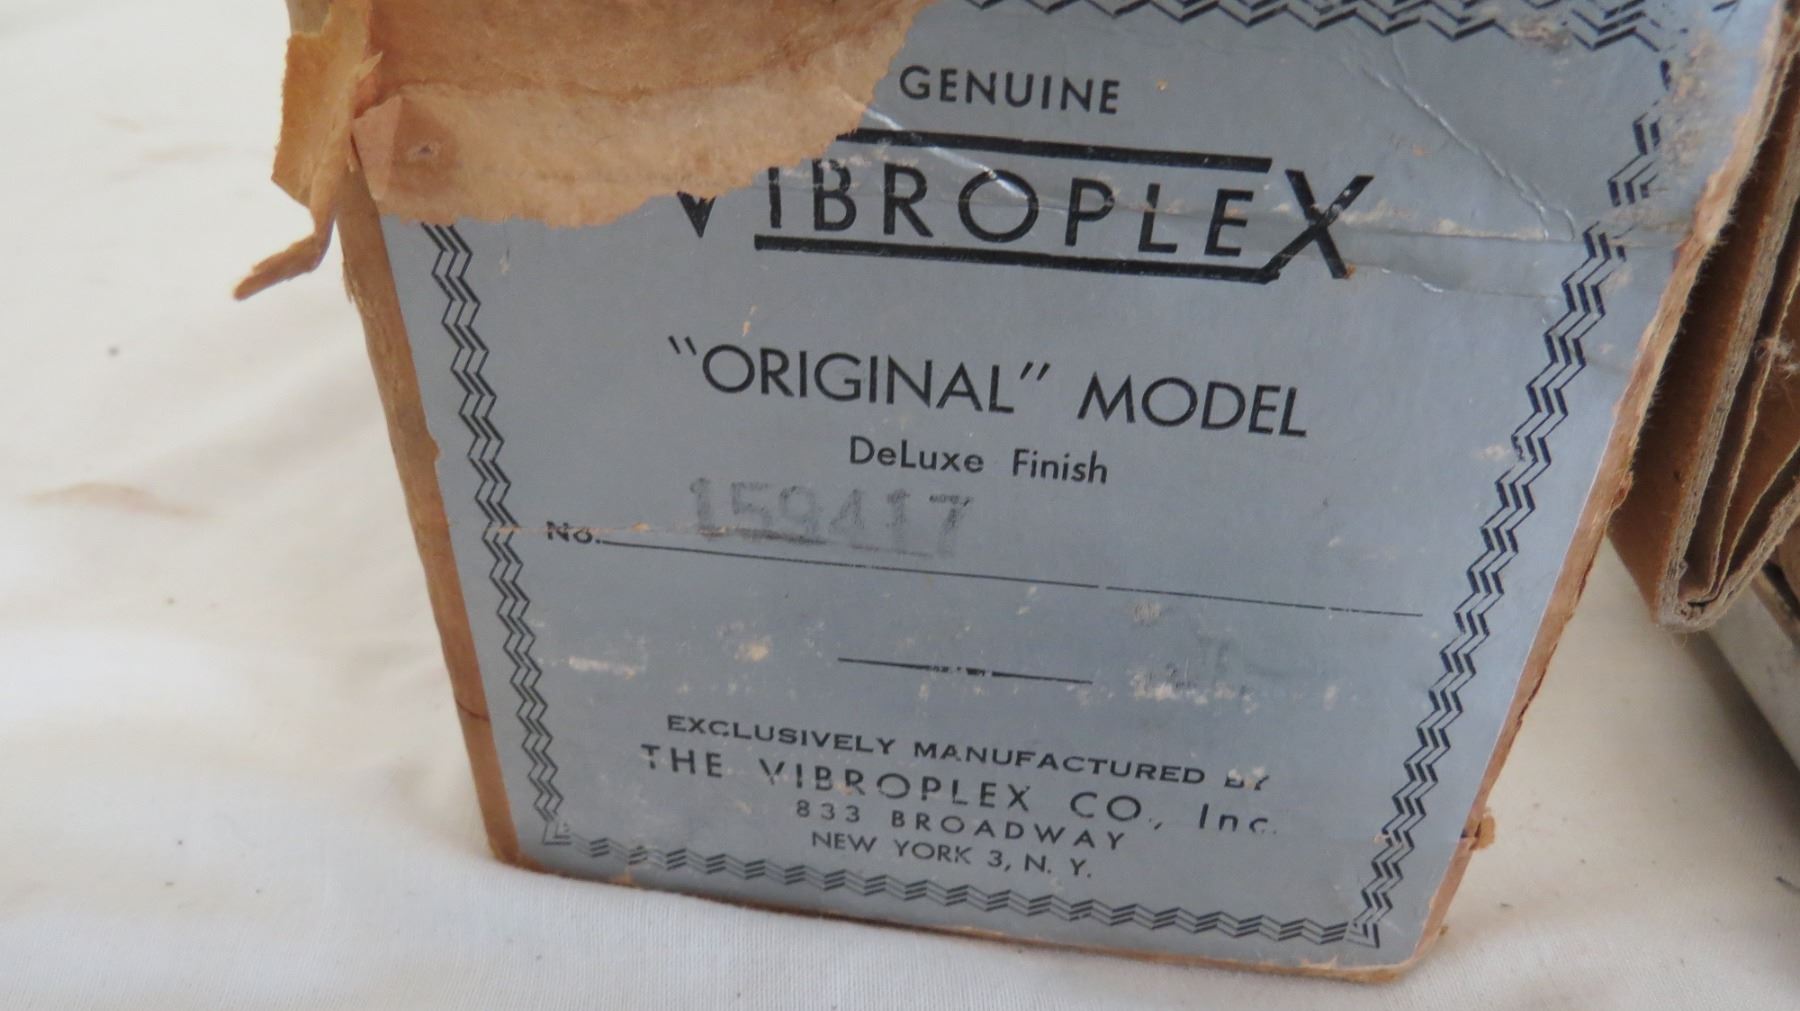 GENUINE
VIBROPLEX
"ORIGINAL" MODEL
DeLuxe Finish
159417
No.
EXCLUSIVELY MANUFACTURED BY
THE VIBROPLEX CO., Inc.
833 BROADWAY
NEW YORK 3, N. Y.